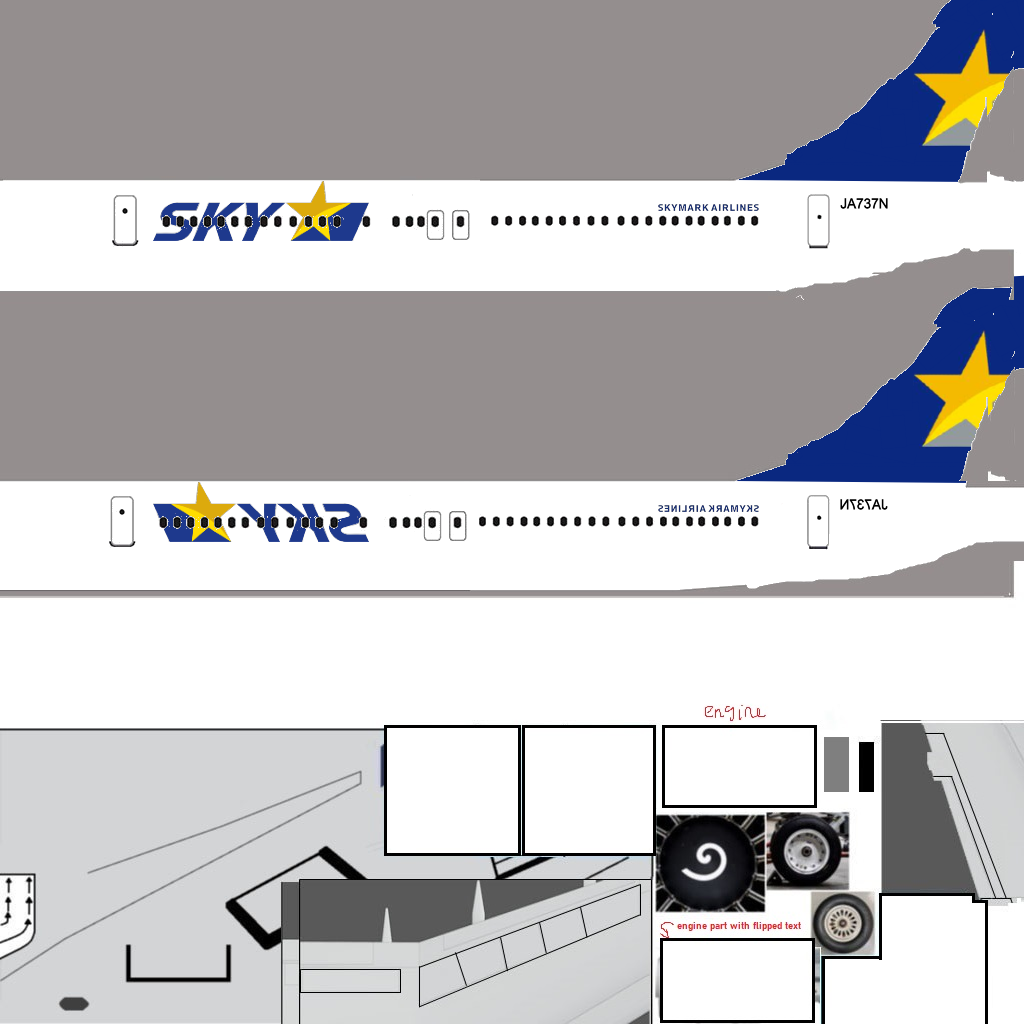 SKY
SKYMARK AIRLINES
JA737N
SKY
SKYMARK AIRLINES
JA737N
engine
engine part with flipped text